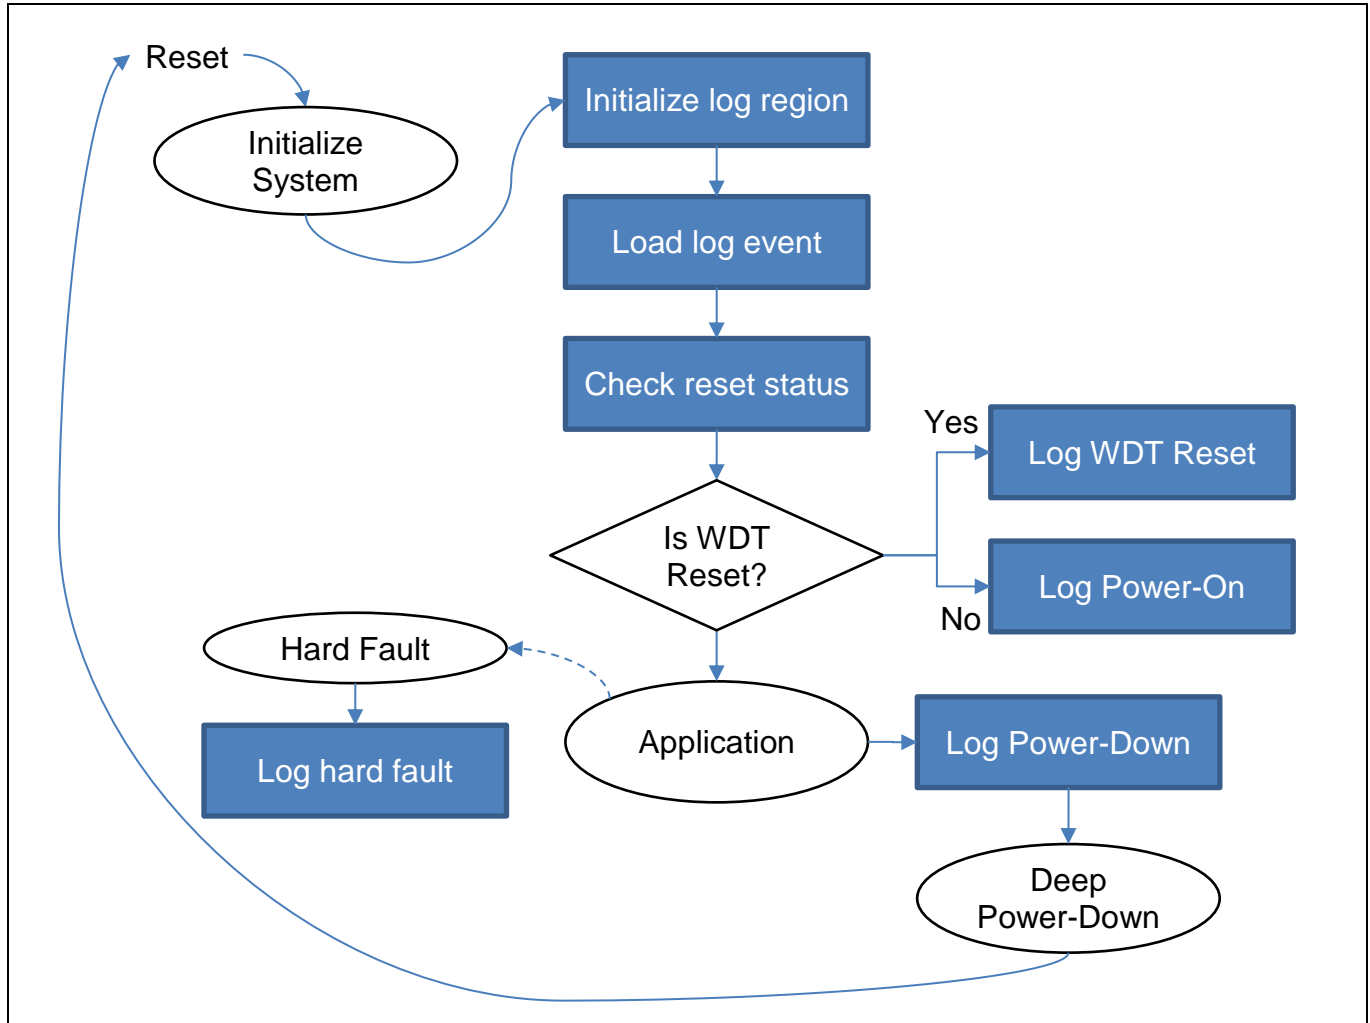 Reset
Initialize
System
Initialize log region
Load log event
Check reset status
Is WDT
Reset?
Yes
Log WDT Reset
No
Log Power-On
Hard Fault
Log hard fault
Application
Log Power-Down
Deep
Power-Down